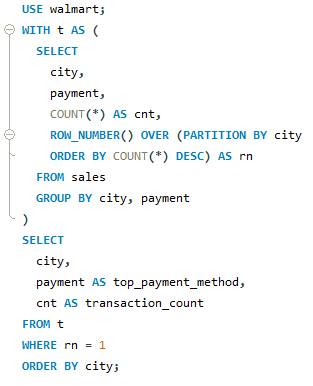 USE walmart;
WITH t AS (
SELECT
city,
payment,
COUNT(*) AS cnt,
ROW_NUMBER() OVER (PARTITION BY city
ORDER BY COUNT(*) DESC) AS rn
FROM sales
GROUP BY city, payment
)
SELECT
city,
payment AS top_payment_method,
cnt AS transaction_count
FROM t
WHERE rn = 1
ORDER BY city;